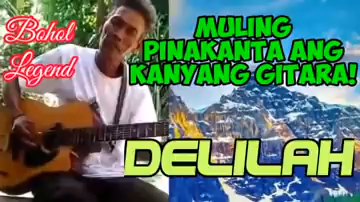 Bohol
Legend
MULING
PINAKANTA ANG
KANYANG GITARA!
DELILAH